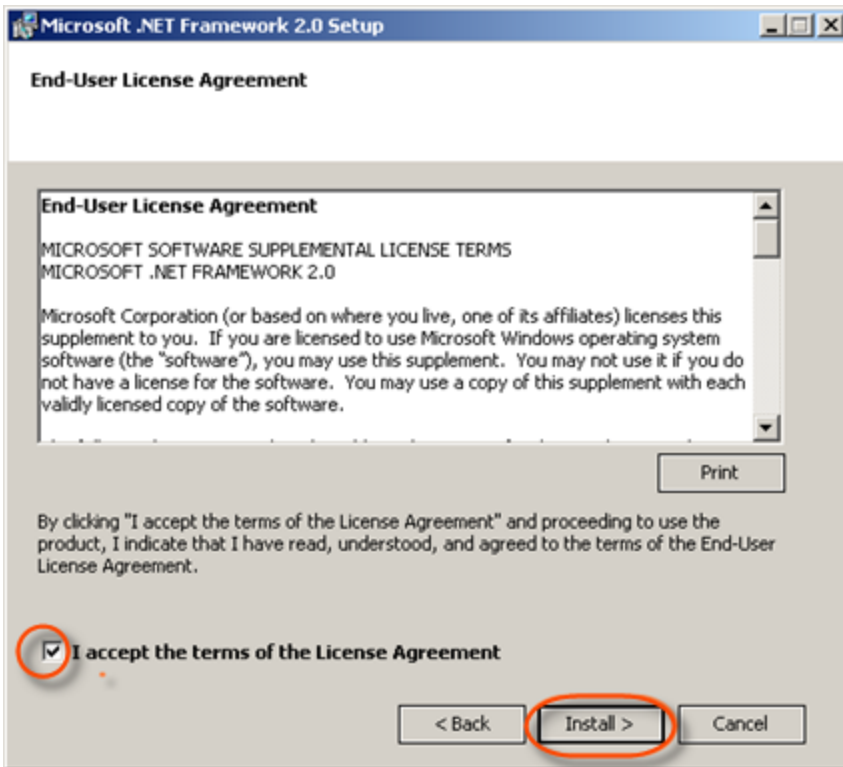 Microsoft .NET Framework 2.0 Setup
End-User License Agreement
End-User License Agreement
MICROSOFT SOFTWARE SUPPLEMENTAL LICENSE TERMS
MICROSOFT .NET FRAMEWORK 2.0
Microsoft Corporation (or based on where you live, one of its affiliates) licenses this
supplement to you.  If you are licensed to use Microsoft Windows operating system
software (the "software"), you may use this supplement.  You may not use it if you do
not have a license for the software.  You may use a copy of this supplement with each
validly licensed copy of the software.
Print
By clicking "I accept the terms of the License Agreement" and proceeding to use the
product, I indicate that I have read, understood, and agreed to the terms of the End-User
License Agreement.
I accept the terms of the License Agreement
< Back Install > Cancel